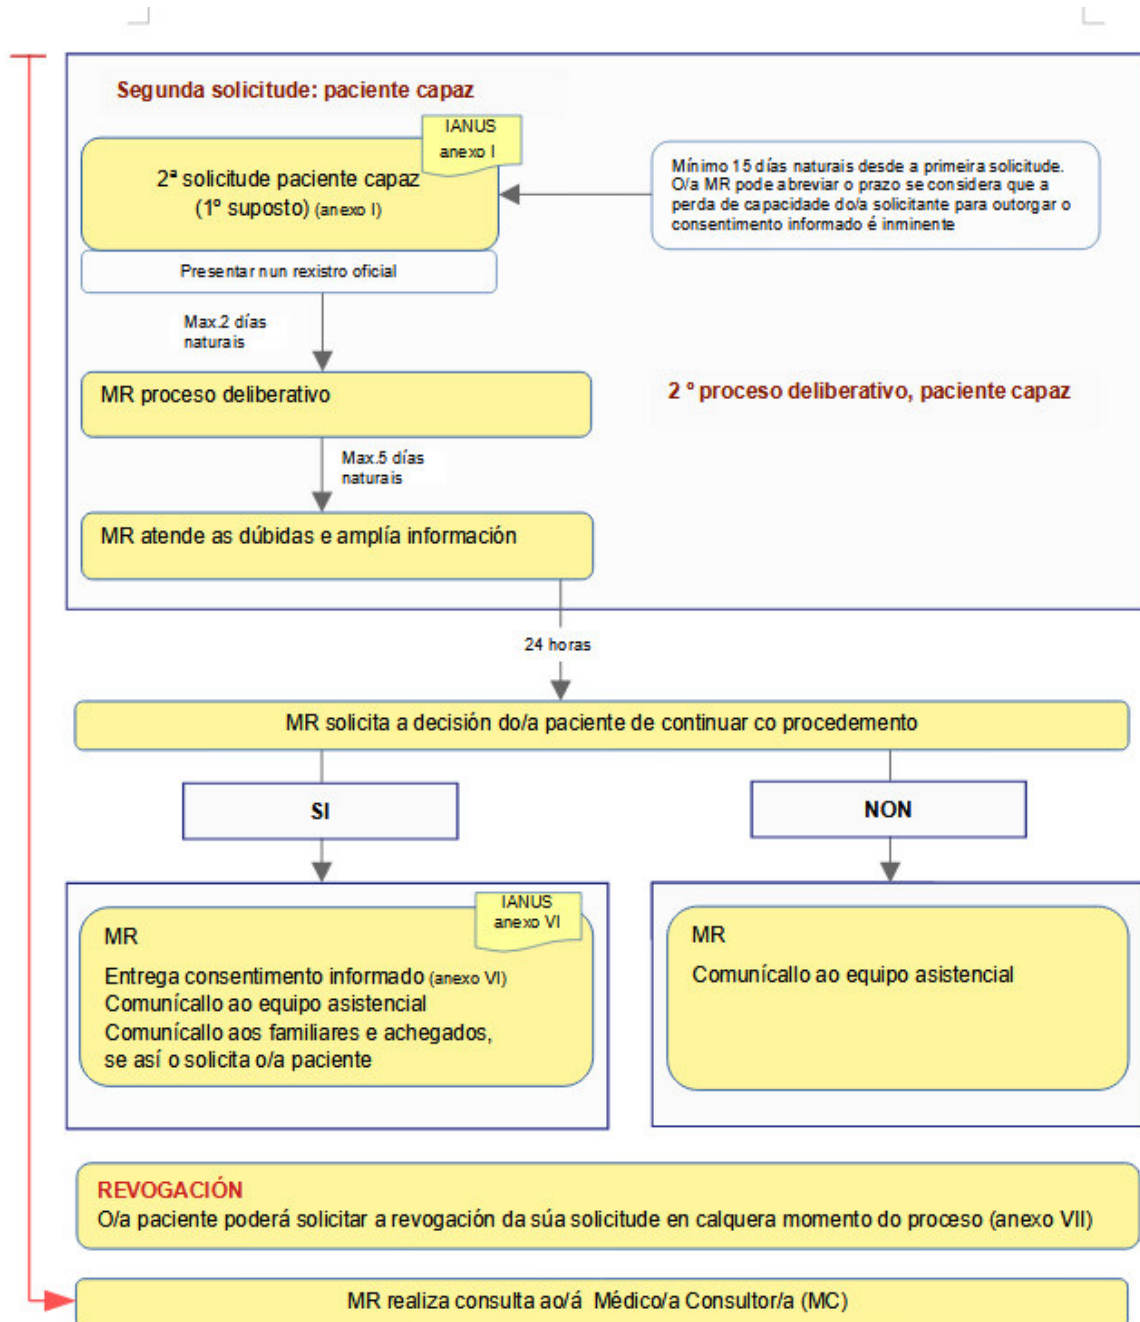 Segunda solicitude: paciente capaz
IANUS
anexo I
2ª solicitude paciente capaz
(1º suposto) (anexo I)
Mínimo 15 días naturais desde a primeira solicitude.
O/a MR pode abreviar o prazo se considera que a
perda de capacidade do/a solicitante para outorgar o
consentimento informado é inminente
Presentar nun rexistro oficial
Max.2 días
naturais
MR proceso deliberativo
2 º proceso deliberativo, paciente capaz
Max.5 días
naturais
MR atende as dúbidas e amplía información
24 horas
MR solicita a decisión do/a paciente de continuar co procedemento
SI
NON
IANUS
anexo VI
MR
Entrega consentimento informado (anexo VI)
Comunícallo ao equipo asistencial
Comunícallo aos familiares e achegados,
se así o solicita o/a paciente
MR
Comunícallo ao equipo asistencial
REVOGACIÓN
O/a paciente poderá solicitar a revogación da súa solicitude en calquera momento do proceso (anexo VII)
MR realiza consulta ao/á Médico/a Consultor/a (MC)